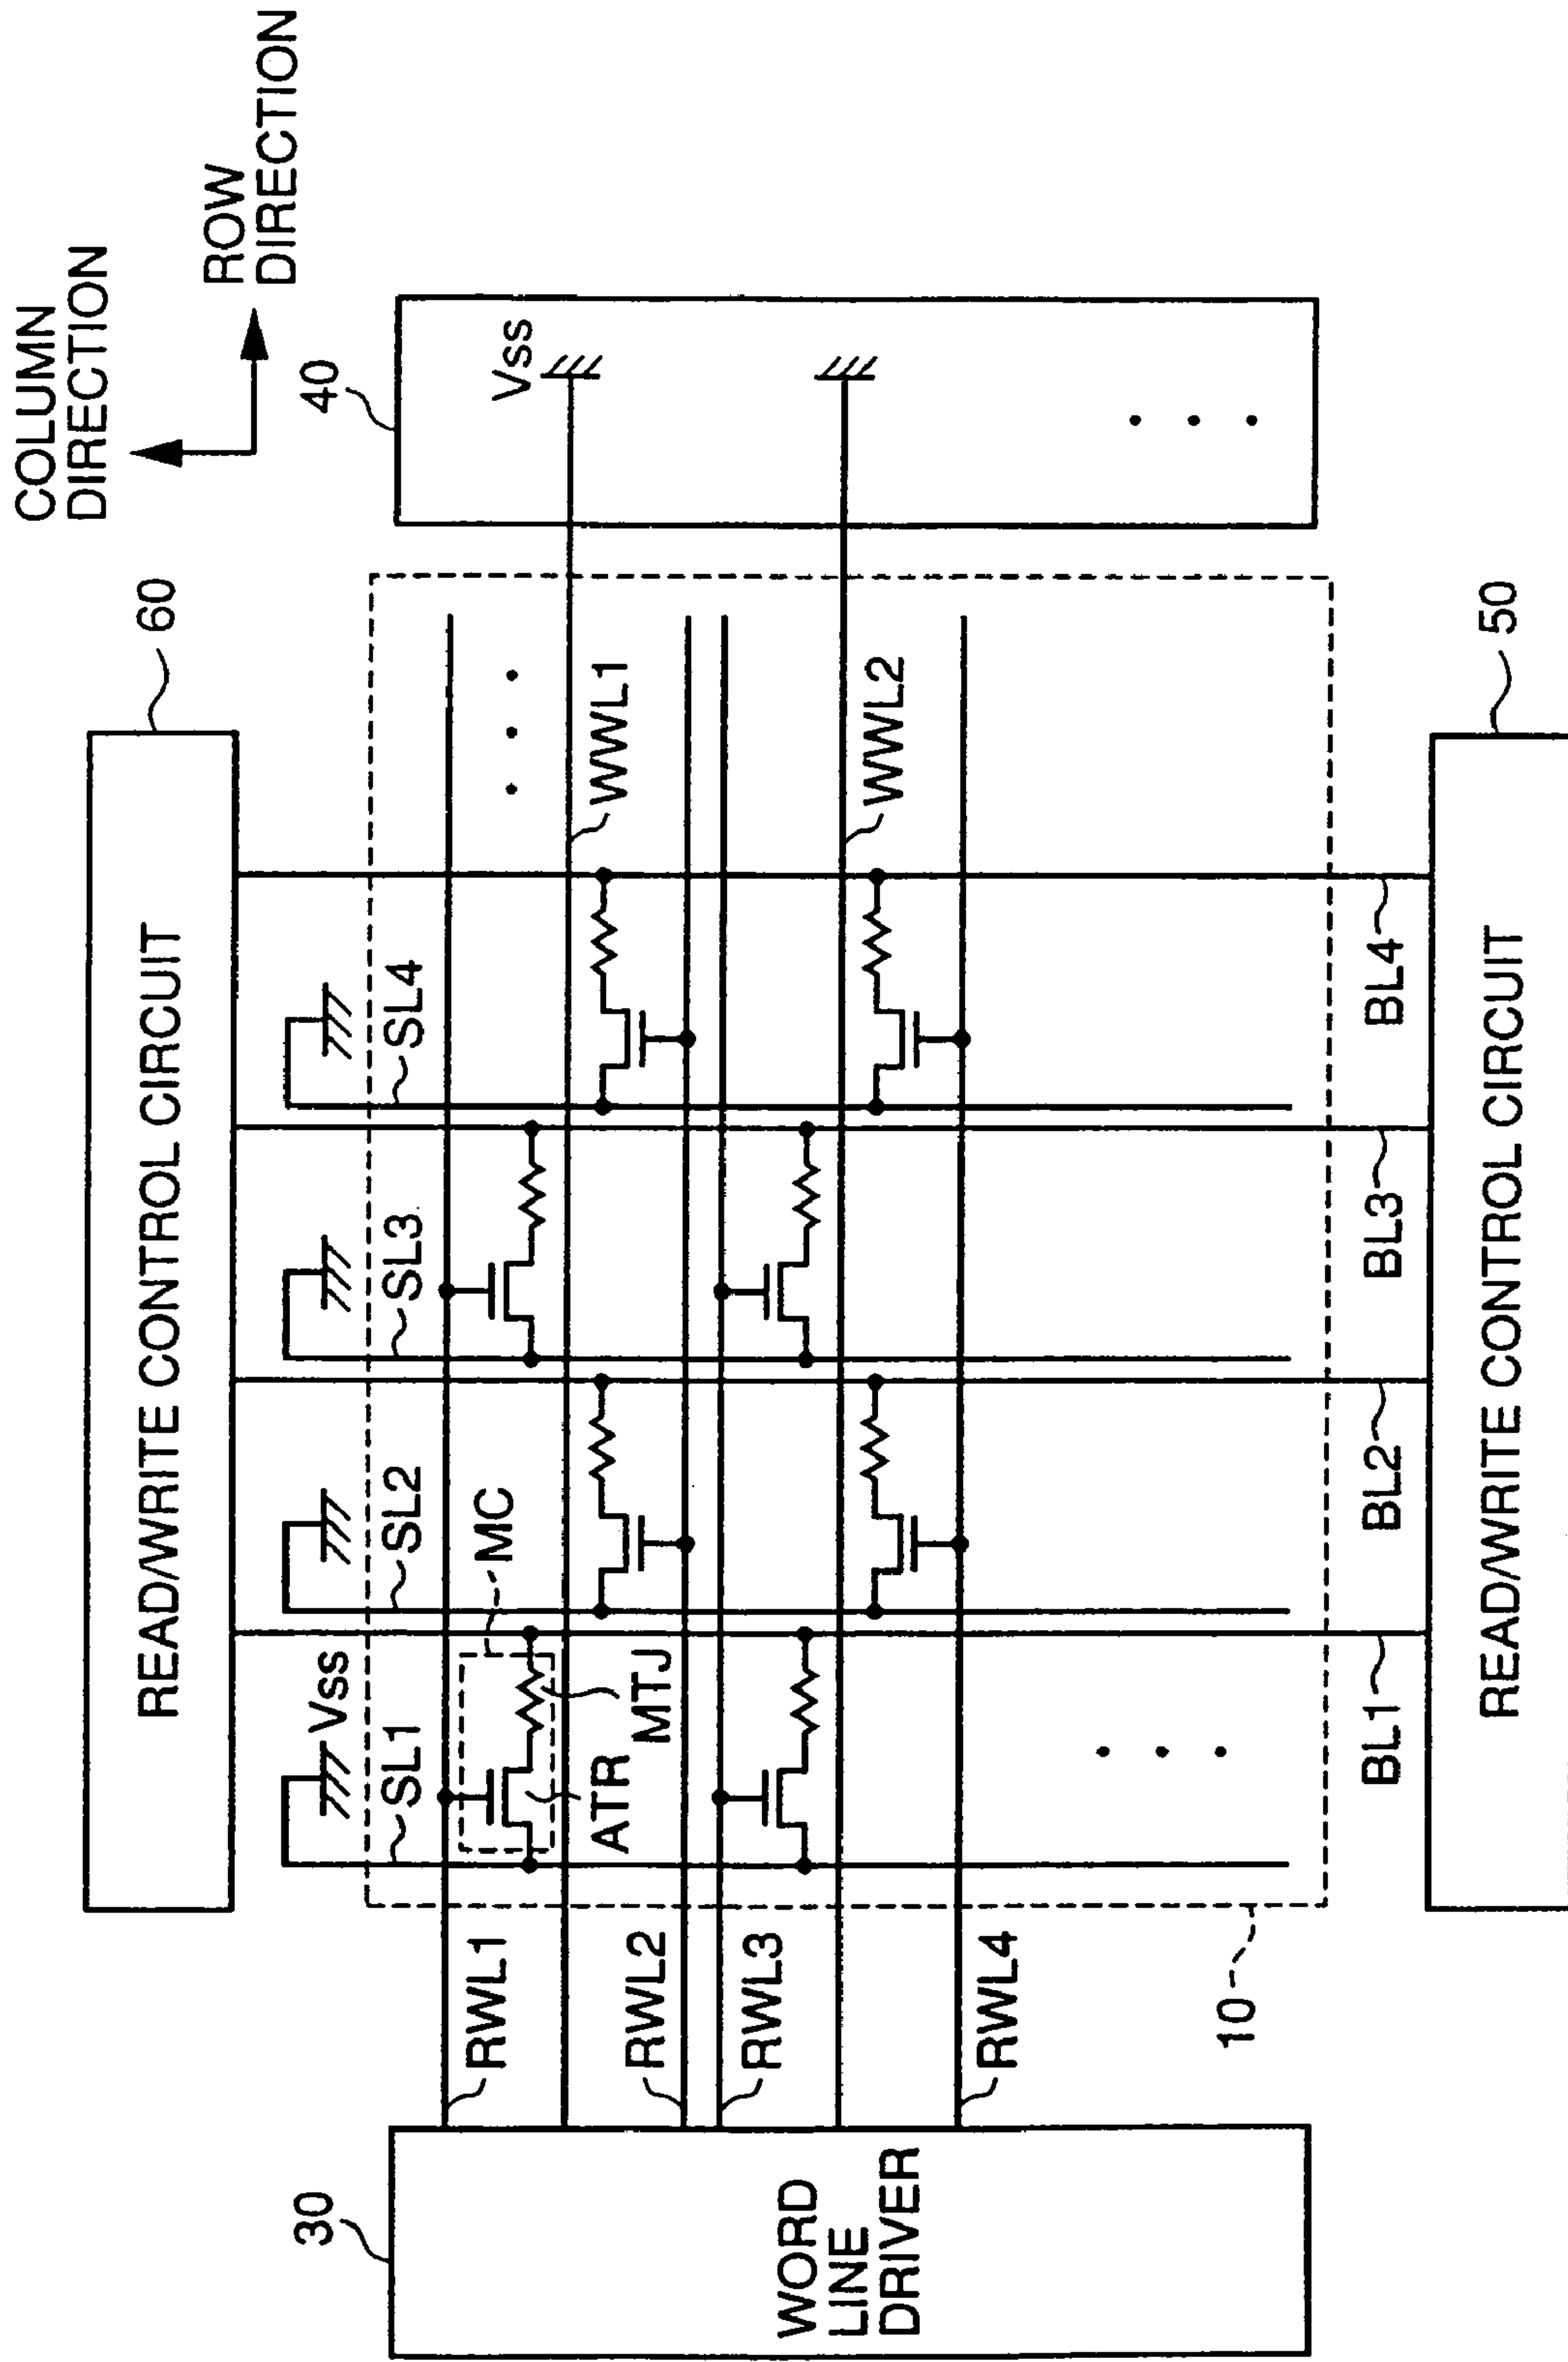 COLUMN
DIRECTION
ROW
DIRECTION
60
READ/WRITE CONTROL CIRCUIT
40
Vss
Vss
SL1
SL2
SL3
SL4
MC
MTJ
ATR
WWL1
WWL2
RWL1
RWL2
RWL3
RWL4
30
WORD
LINE
DRIVER
10
BL1
BL2
BL3
BL4
50
READ/WRITE CONTROL CIRCUIT